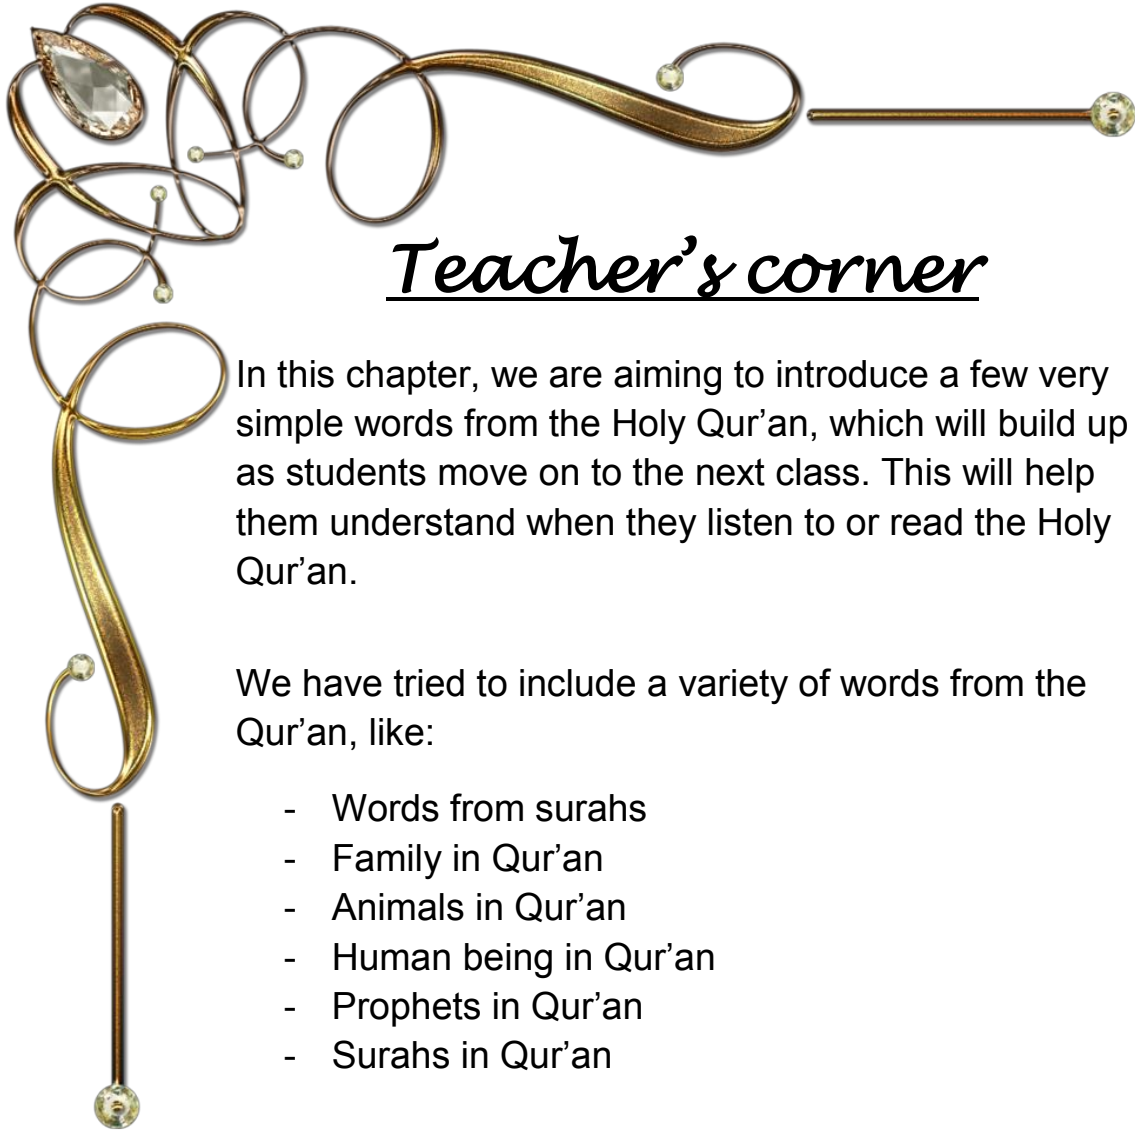 Teacher’s corner
In this chapter, we are aiming to introduce a few very
simple words from the Holy Qur’an, which will build up
as students move on to the next class. This will help
them understand when they listen to or read the Holy
Qur’an.
We have tried to include a variety of words from the
Qur’an, like:
- Words from surahs
- Family in Qur’an
- Animals in Qur’an
- Human being in Qur’an
- Prophets in Qur’an
- Surahs in Qur’an